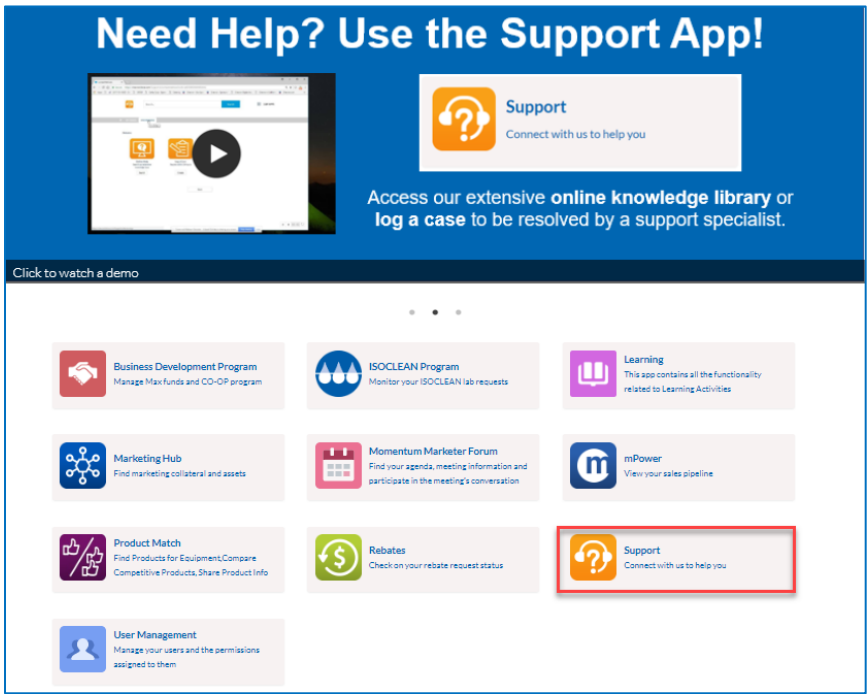 Need Help? Use the Support App!
Support
Connect with us to help you
Access our extensive online knowledge library or
log a case to be resolved by a support specialist.
Click to watch a demo
Business Development Program
Manage Max funds and CO-OP program
ISOCLEAN Program
Monitor your ISOCLEAN lab requests
Learning
This app contains all the functionality
related to Learning Activities
Marketing Hub
Find marketing collateral and assets
Momentum Marketer Forum
Find your agenda, meeting information and
participate in the meeting's conversation
m
mPower
View your sales pipeline
Product Match
Find Products for Equipment,Compare
Competitive Products, Share Product Info
Rebates
Check on your rebate request status
Support
Connect with us to help you
User Management
Manage your users and the permissions
assigned to them